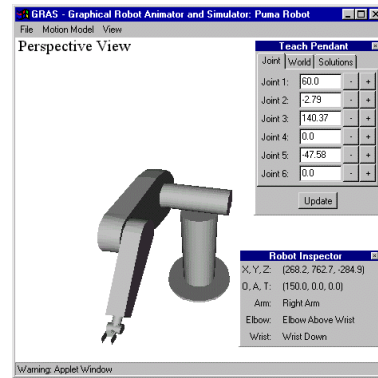 GRAS - Graphical Robot Animator and Simulator: Puma Robot
File Motion Model View
Perspective View
Teach Pendant
Joint World Solutions
Joint 1: 60.0 - +
Joint 2: -2.79 - +
Joint 3: 140.37 - +
Joint 4: 0.0 - +
Joint 5: -47.58 - +
Joint 6: 0.0 - +
Update
Robot Inspector
X, Y, Z: (268.2, 762.7, -284.9)
O, A, T: (150.0, 0.0, 0.0)
Arm: Right Arm
Elbow: Elbow Above Wrist
Wrist: Wrist Down
Warning: Applet Window